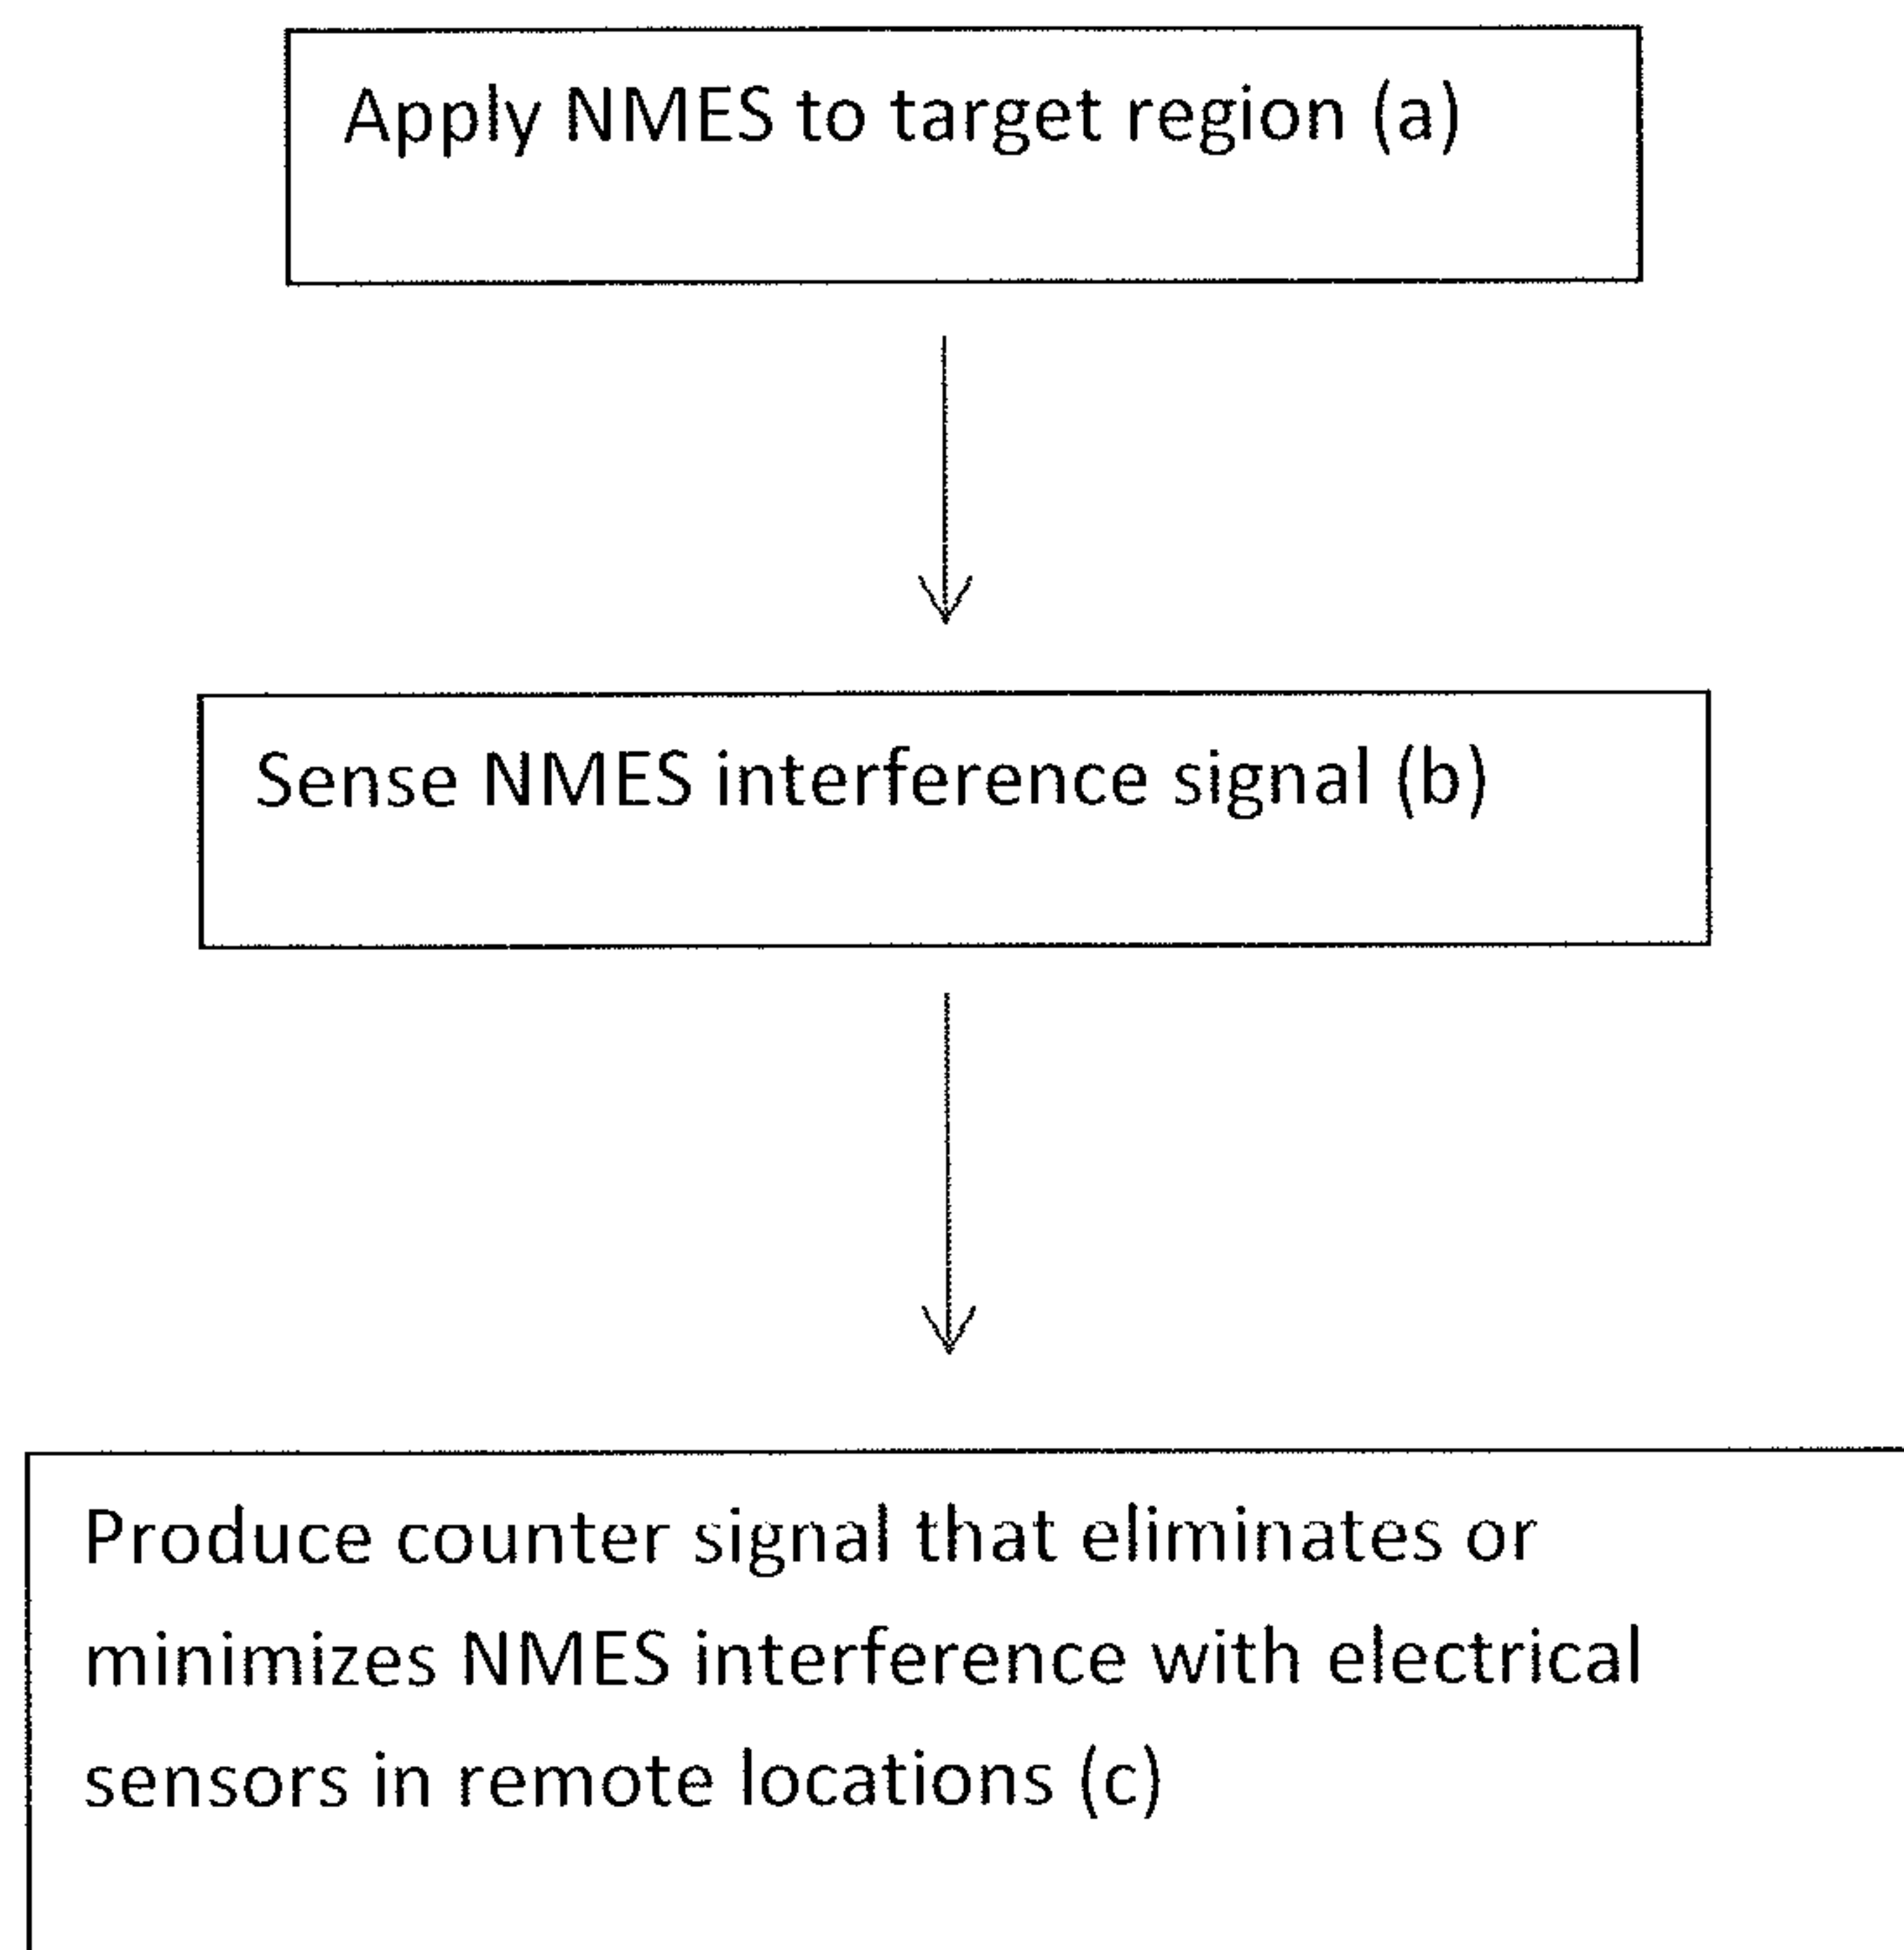 Apply NMES to target region (a)
Sense NMES interference signal (b)
Produce counter signal that eliminates or
minimizes NMES interference with electrical
sensors in remote locations (c)